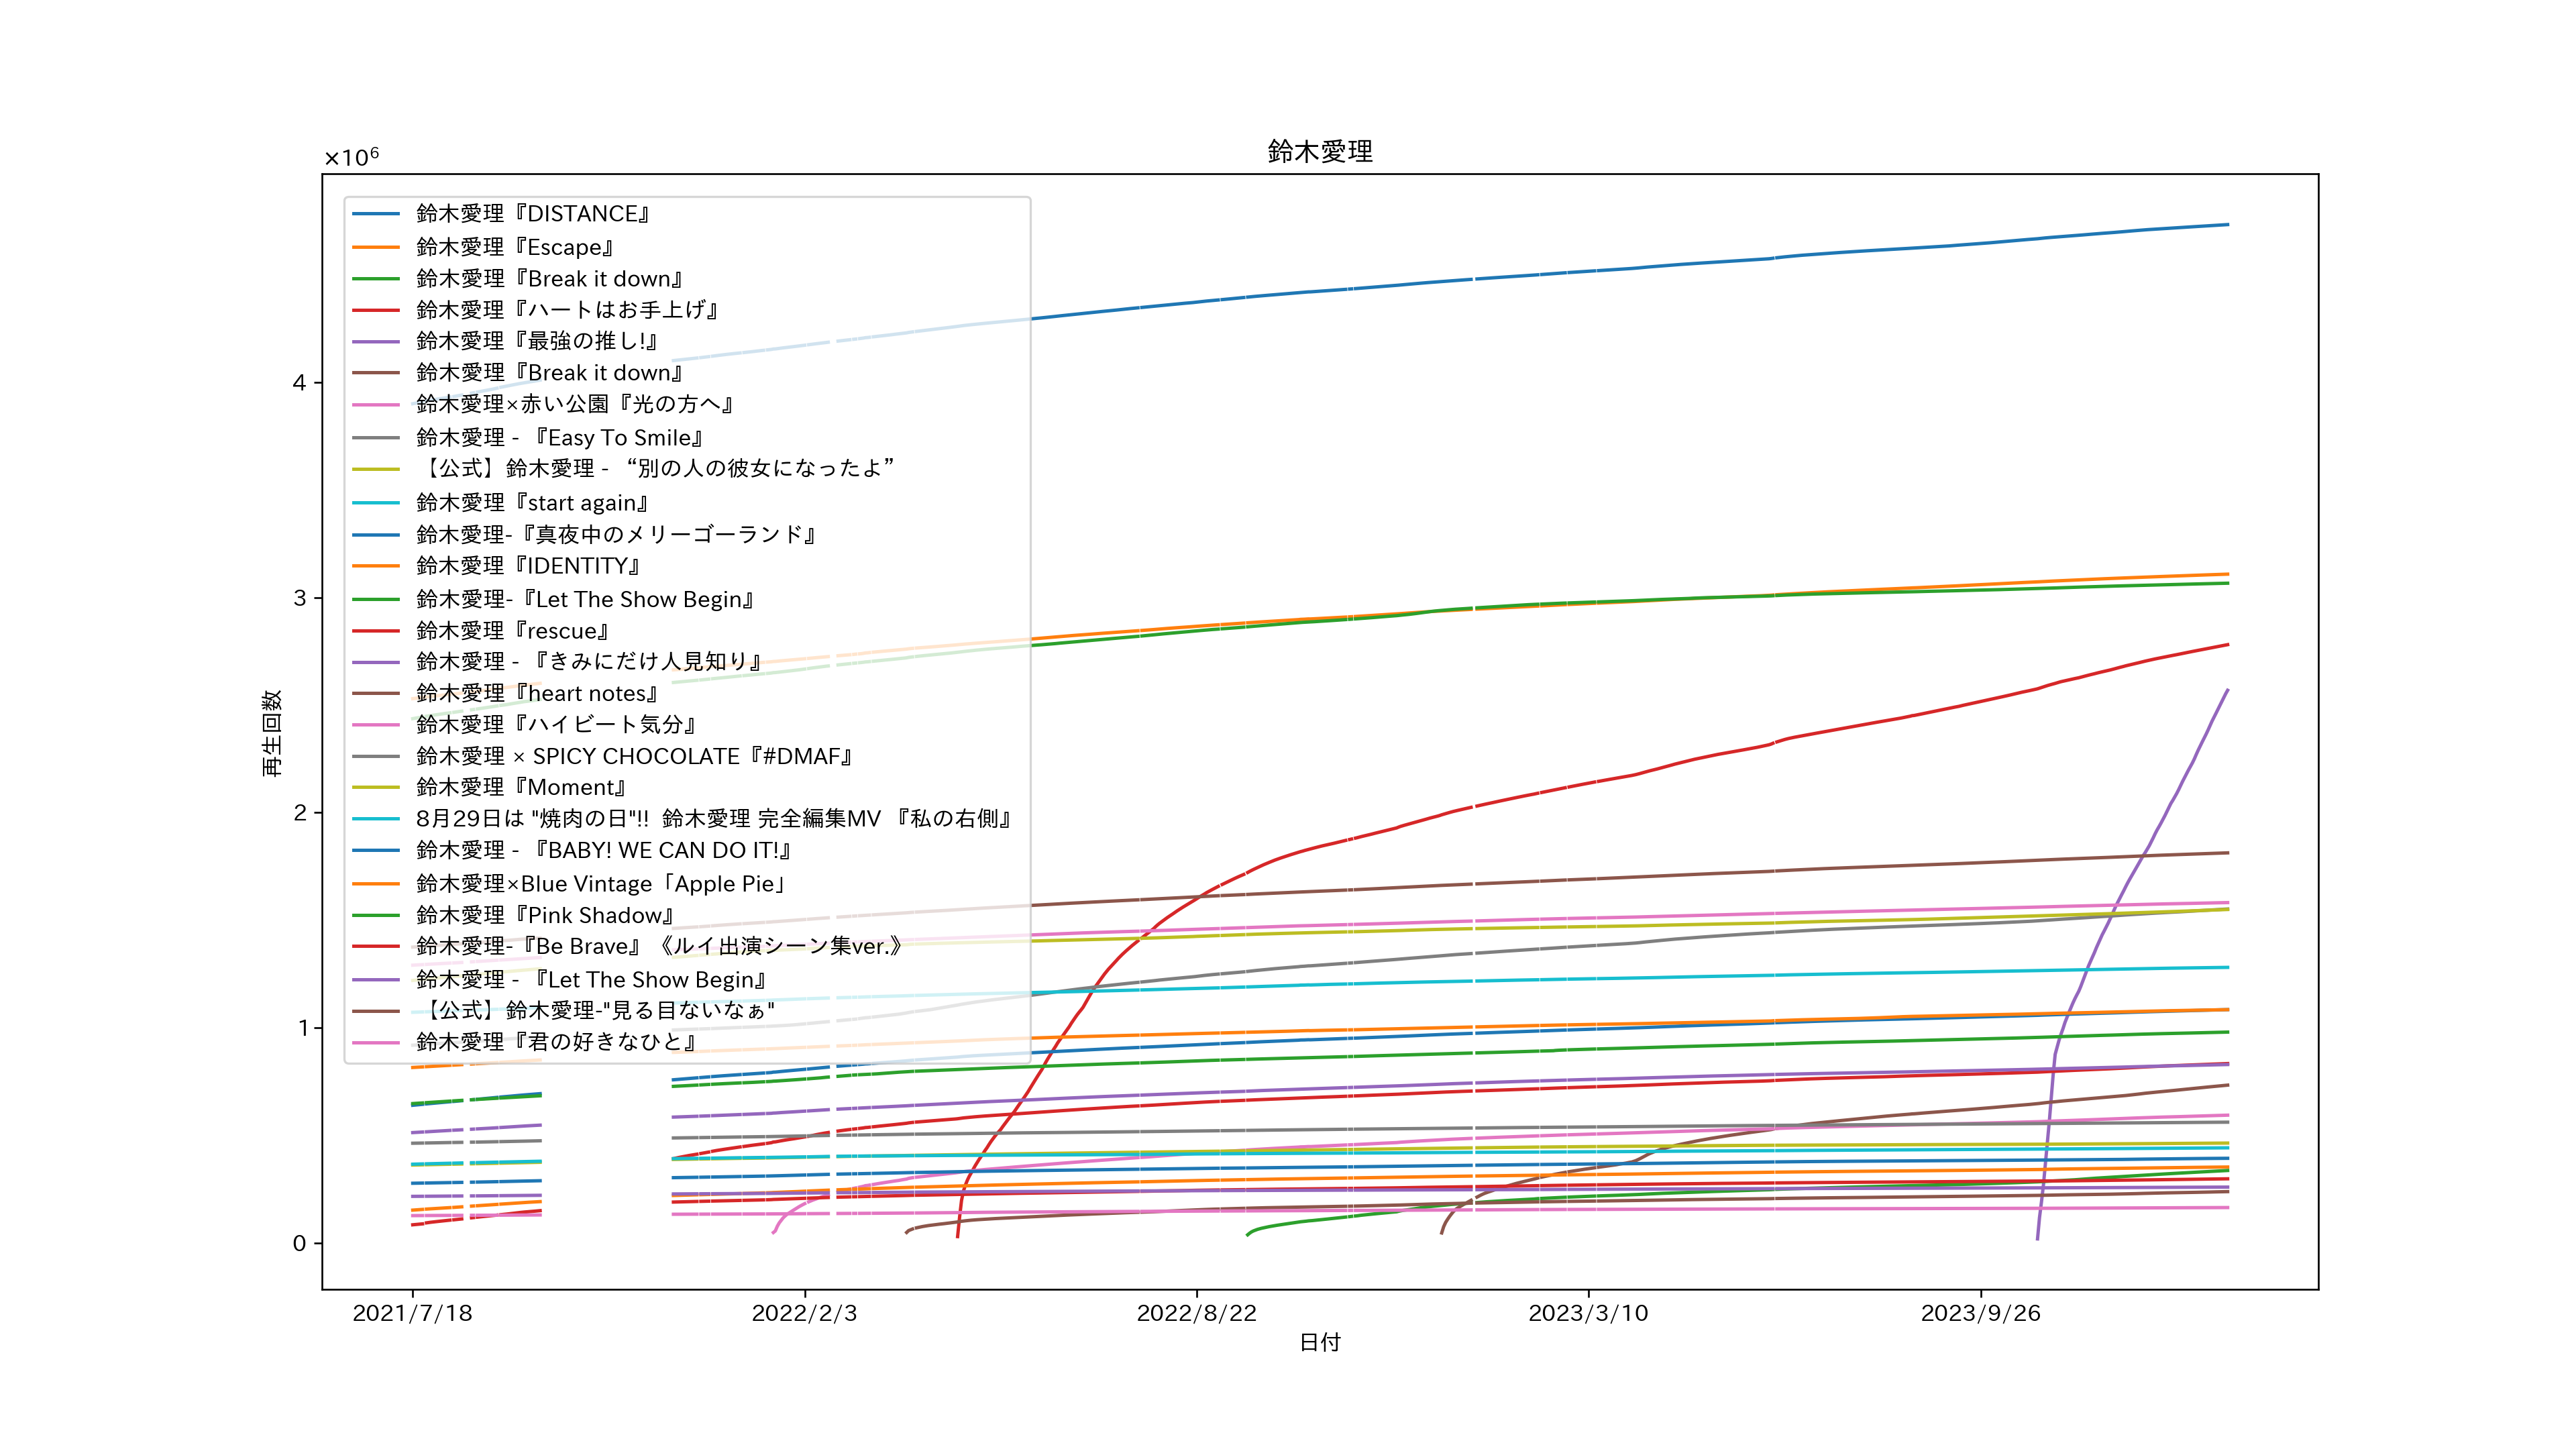 鈴木愛理
×10⁶
鈴木愛理『DISTANCE』
鈴木愛理『Escape』
鈴木愛理『Break it down』
鈴木愛理『ハートはお手上げ』
鈴木愛理『最強の推し!』
鈴木愛理『Break it down』
鈴木愛理×赤い公園『光の方へ』
鈴木愛理 - 『Easy To Smile』
【公式】鈴木愛理 - “別の人の彼女になったよ”
鈴木愛理『start again』
鈴木愛理-『真夜中のメリーゴーランド』
鈴木愛理『IDENTITY』
鈴木愛理-『Let The Show Begin』
鈴木愛理『rescue』
鈴木愛理 - 『きみにだけ人見知り』
鈴木愛理『heart notes』
鈴木愛理『ハイビート気分』
鈴木愛理 × SPICY CHOCOLATE『#DMAF』
鈴木愛理『Moment』
8月29日は "焼肉の日"!! 鈴木愛理 完全編集MV 『私の右側』
鈴木愛理 - 『BABY! WE CAN DO IT!』
鈴木愛理×Blue Vintage「Apple Pie」
鈴木愛理『Pink Shadow』
鈴木愛理-『Be Brave』《ルイ出演シーン集ver.》
鈴木愛理 - 『Let The Show Begin』
【公式】鈴木愛理-"見る目ないなぁ"
鈴木愛理『君の好きなひと』
4
3
2
1
0
再生回数
2021/7/18
2022/2/3
2022/8/22
2023/3/10
2023/9/26
日付